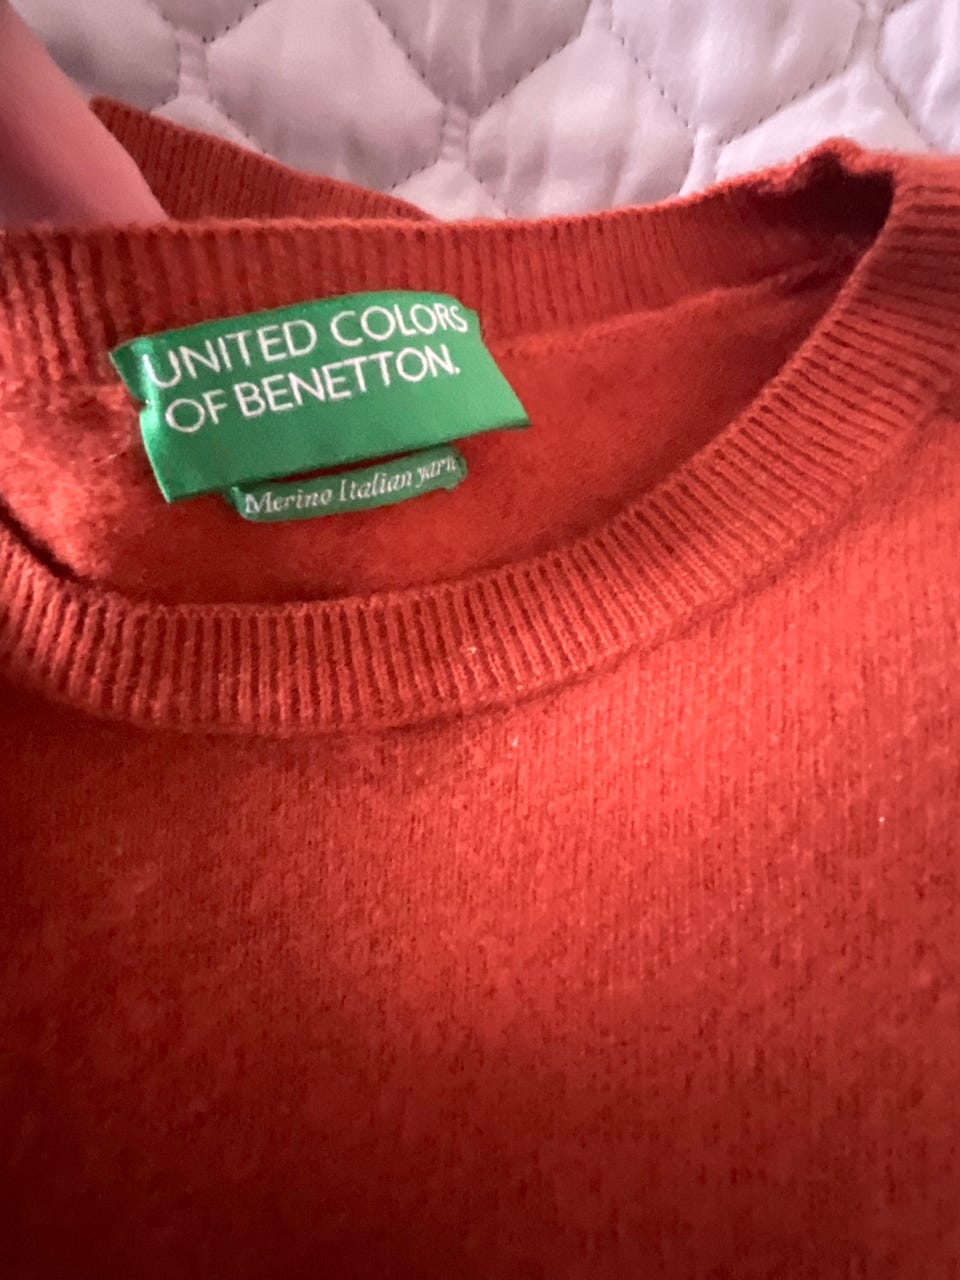 UNITED COLORS
OF BENETTON.
Merino Italian yarn